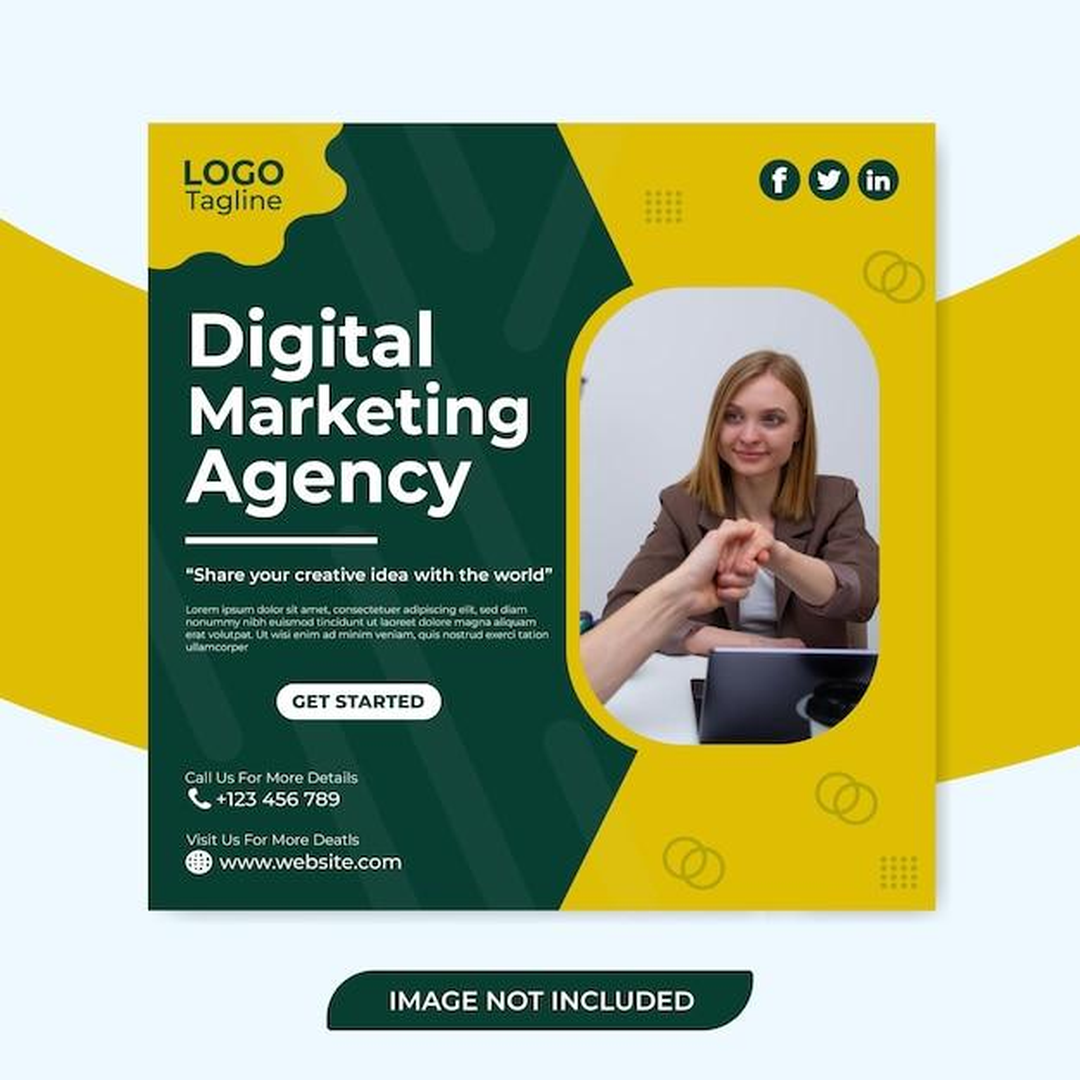 LOGO
Tagline
Digital
Marketing
Agency
“Share your creative idea with the world”
Lorem ipsum dolor sit amet, consectetuer adipiscing elit, sed diam
nonummy nibh euismod tincidunt ut laoreet dolore magna aliquam
erat volutpat. Ut wisi enim ad minim veniam, quis nostrud exerci tation
ullamcorper
GET STARTED
Call Us For More Details
+123 456 789
Visit Us For More Deatls
www.website.com
IMAGE NOT INCLUDED